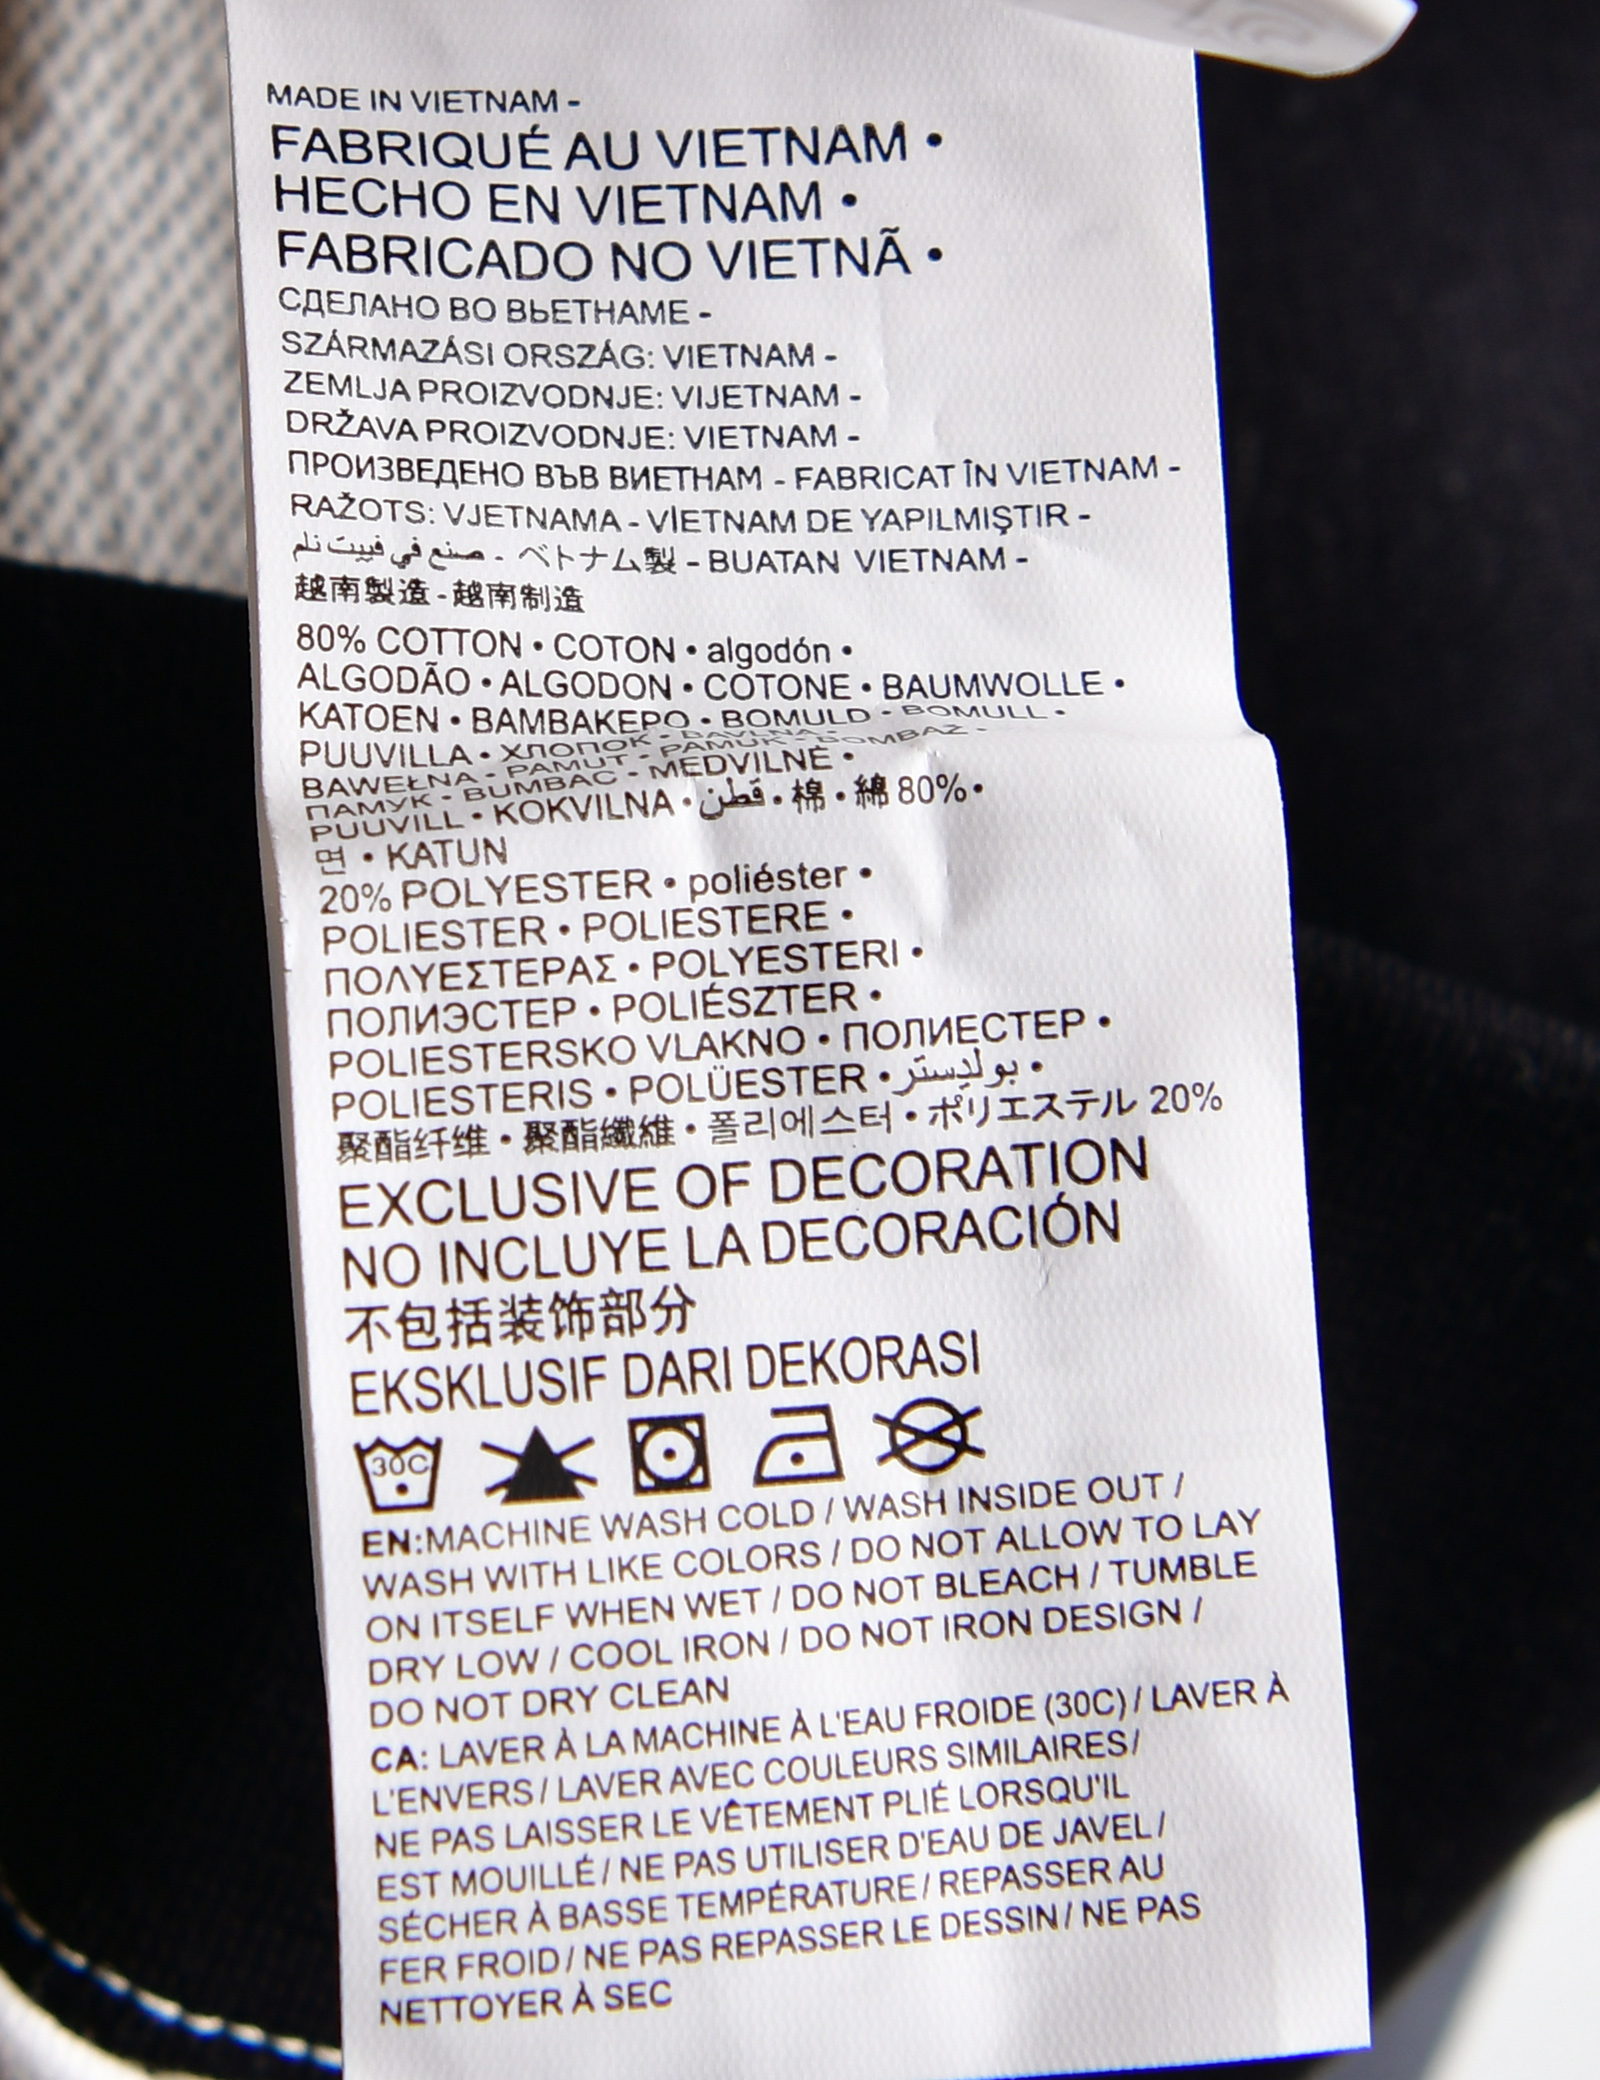 MADE IN VIETNAM -
FABRIQUÉ AU VIETNAM •
HECHO EN VIETNAM •
FABRICADO NO VIETNÃ •
СДЕЛАНО ВО ВЬЕТНАМЕ -
SZÁRMAZÁSI ORSZÁG: VIETNAM -
ZEMLJA PROIZVODNJE: VIJETNAM -
DRŽAVA PROIZVODNJE: VIETNAM -
ПРОИЗВЕДЕНО ВЪВ ВИЕТНАМ - FABRICAT ÎN VIETNAM -
RAŽOTS: VJETNAMA - VİETNAM DE YAPILMIŞTIR -
صنع في فييت نلم - ベトナム製 - BUATAN VIETNAM -
越南製造 - 越南制造
80% COTTON • COTON • algodón •
ALGODÃO • ALGODON • COTONE • BAUMWOLLE •
KATOEN • ΒΑΜΒΑΚΕΡΟ • BOMULD - BOMULL -
PUUVILLA • ХЛОПОК - BAVLNA -
BAWEŁNA - PAMUT - PAMUK - BOMBAŽ -
ПАМУК - BUMBAC - MEDVILNĖ •
PUUVILL • KOKVILNA • قطن • 棉 • 綿 80% •
면 • KATUN
20% POLYESTER • poliéster •
POLIESTER • POLIESTERE •
ΠΟΛΥΕΣΤΕΡΑΣ • POLYESTERI •
ПОЛИЭСТЕР • POLIÉSZTER •
POLIESTERSKO VLAKNO • ПОЛИЕСТЕР •
POLIESTERIS • POLÜESTER • بوليستر •
聚酯纤维 • 聚酯纖維 • 폴리에스터 • ポリエステル 20%
EXCLUSIVE OF DECORATION
NO INCLUYE LA DECORACIÓN
不包括装饰部分
EKSKLUSIF DARI DEKORASI
30C
EN:MACHINE WASH COLD / WASH INSIDE OUT /
WASH WITH LIKE COLORS / DO NOT ALLOW TO LAY
ON ITSELF WHEN WET / DO NOT BLEACH / TUMBLE
DRY LOW / COOL IRON / DO NOT IRON DESIGN /
DO NOT DRY CLEAN
CA: LAVER À LA MACHINE À L'EAU FROIDE (30C) / LAVER À
L'ENVERS / LAVER AVEC COULEURS SIMILAIRES/
NE PAS LAISSER LE VÊTEMENT PLIÉ LORSQU'IL
EST MOUILLÉ / NE PAS UTILISER D'EAU DE JAVEL /
SÉCHER À BASSE TEMPÉRATURE / REPASSER AU
FER FROID / NE PAS REPASSER LE DESSIN / NE PAS
NETTOYER À SEC